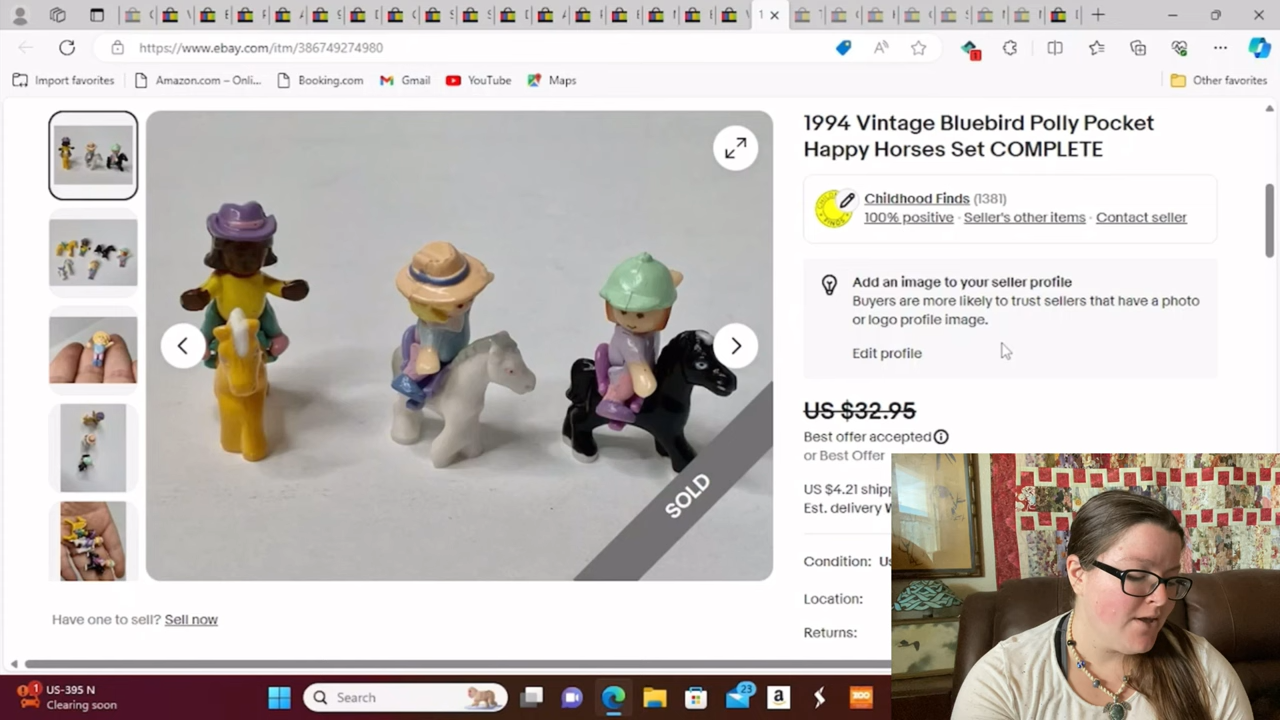 https://www.ebay.com/itm/386749274980
Import favorites
Amazon.com – Onli...
Booking.com
Gmail
YouTube
Maps
Other favorites
1994 Vintage Bluebird Polly Pocket
Happy Horses Set COMPLETE
Childhood Finds (1381)
100% positive · Seller's other items · Contact seller
Add an image to your seller profile
Buyers are more likely to trust sellers that have a photo
or logo profile image.
Edit profile
US $32.95
Best offer accepted
or Best Offer
SOLD
US $4.21 shipp
Est. delivery W
Condition: Us
Location:
Returns:
Have one to sell? Sell now
US-395 N
Clearing soon
Search
23